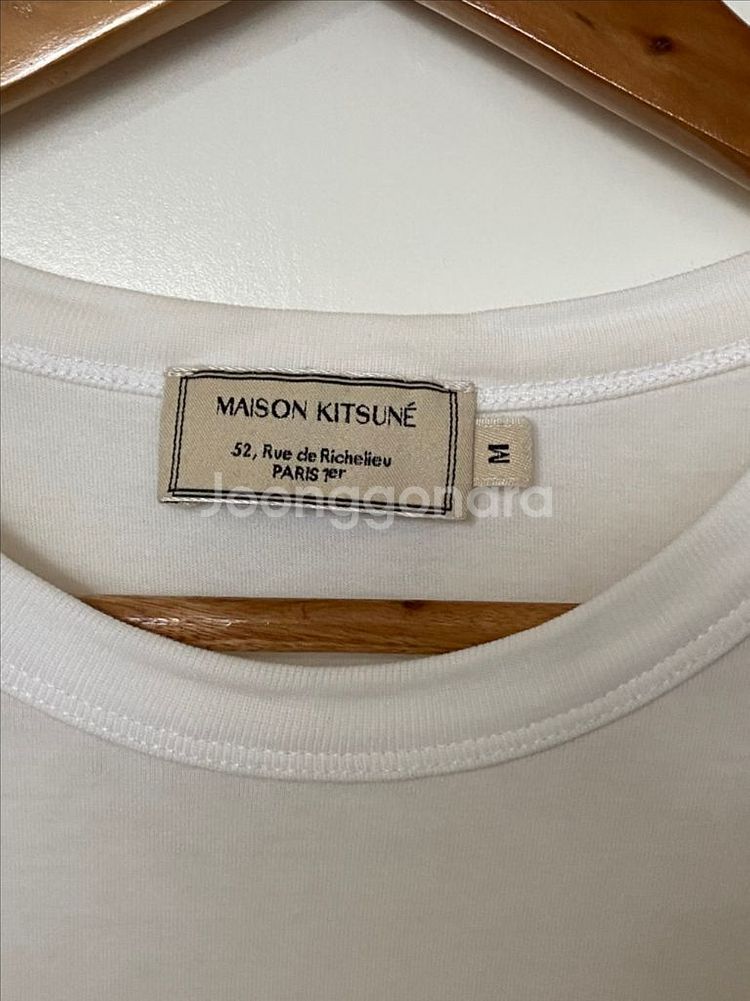 MAISON KITSUNÉ
52, Rue de Richelieu
PARIS 1er
M
Joonggonara